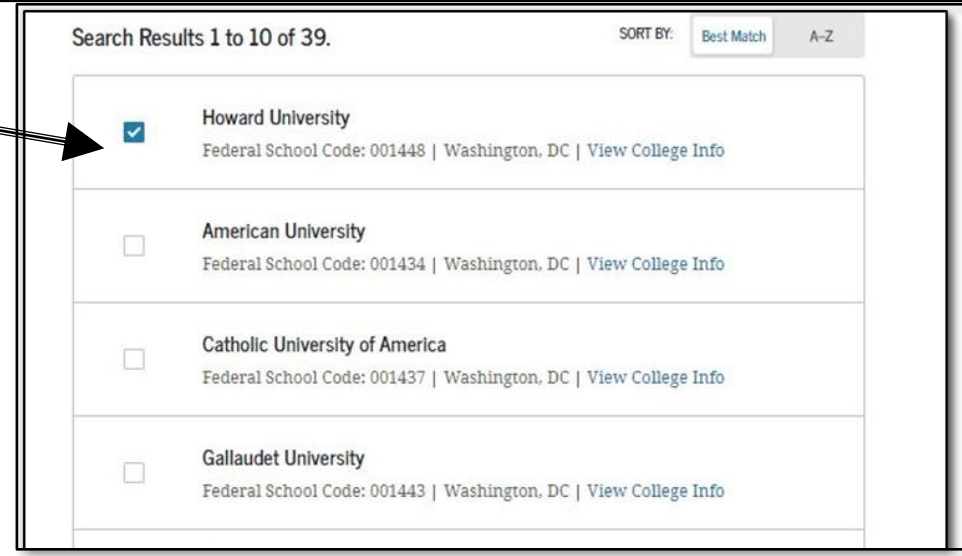 Search Results 1 to 10 of 39. SORT BY: Best Match A–Z
Howard University
Federal School Code: 001448 | Washington, DC | View College Info
American University
Federal School Code: 001434 | Washington, DC | View College Info
Catholic University of America
Federal School Code: 001437 | Washington, DC | View College Info
Gallaudet University
Federal School Code: 001443 | Washington, DC | View College Info